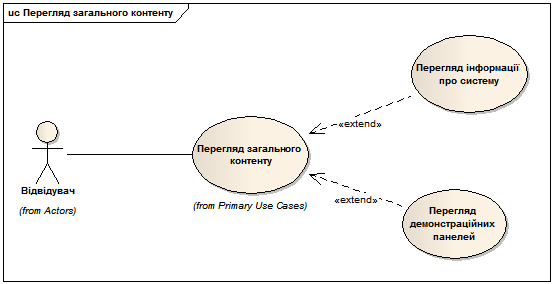 uc Перегляд загального контенту
Перегляд інформації
про систему
«extend»
Перегляд загального
контенту
Відвідувач
(from Actors)
(from Primary Use Cases)
«extend»
Перегляд
демонстраційних
панелей